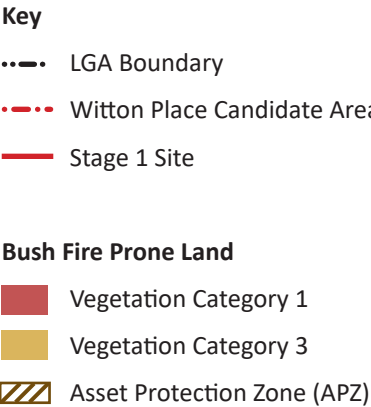 Key
LGA Boundary
Witton Place Candidate Area
Stage 1 Site
Bush Fire Prone Land
Vegetation Category 1
Vegetation Category 3
Asset Protection Zone (APZ)